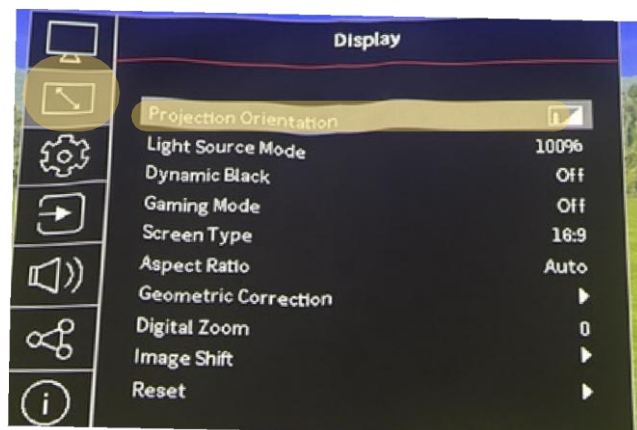 Display
Projection Orientation
Light Source Mode 100%
Dynamic Black Off
Gaming Mode Off
Screen Type 16:9
Aspect Ratio Auto
Geometric Correction
Digital Zoom 0
Image Shift
Reset